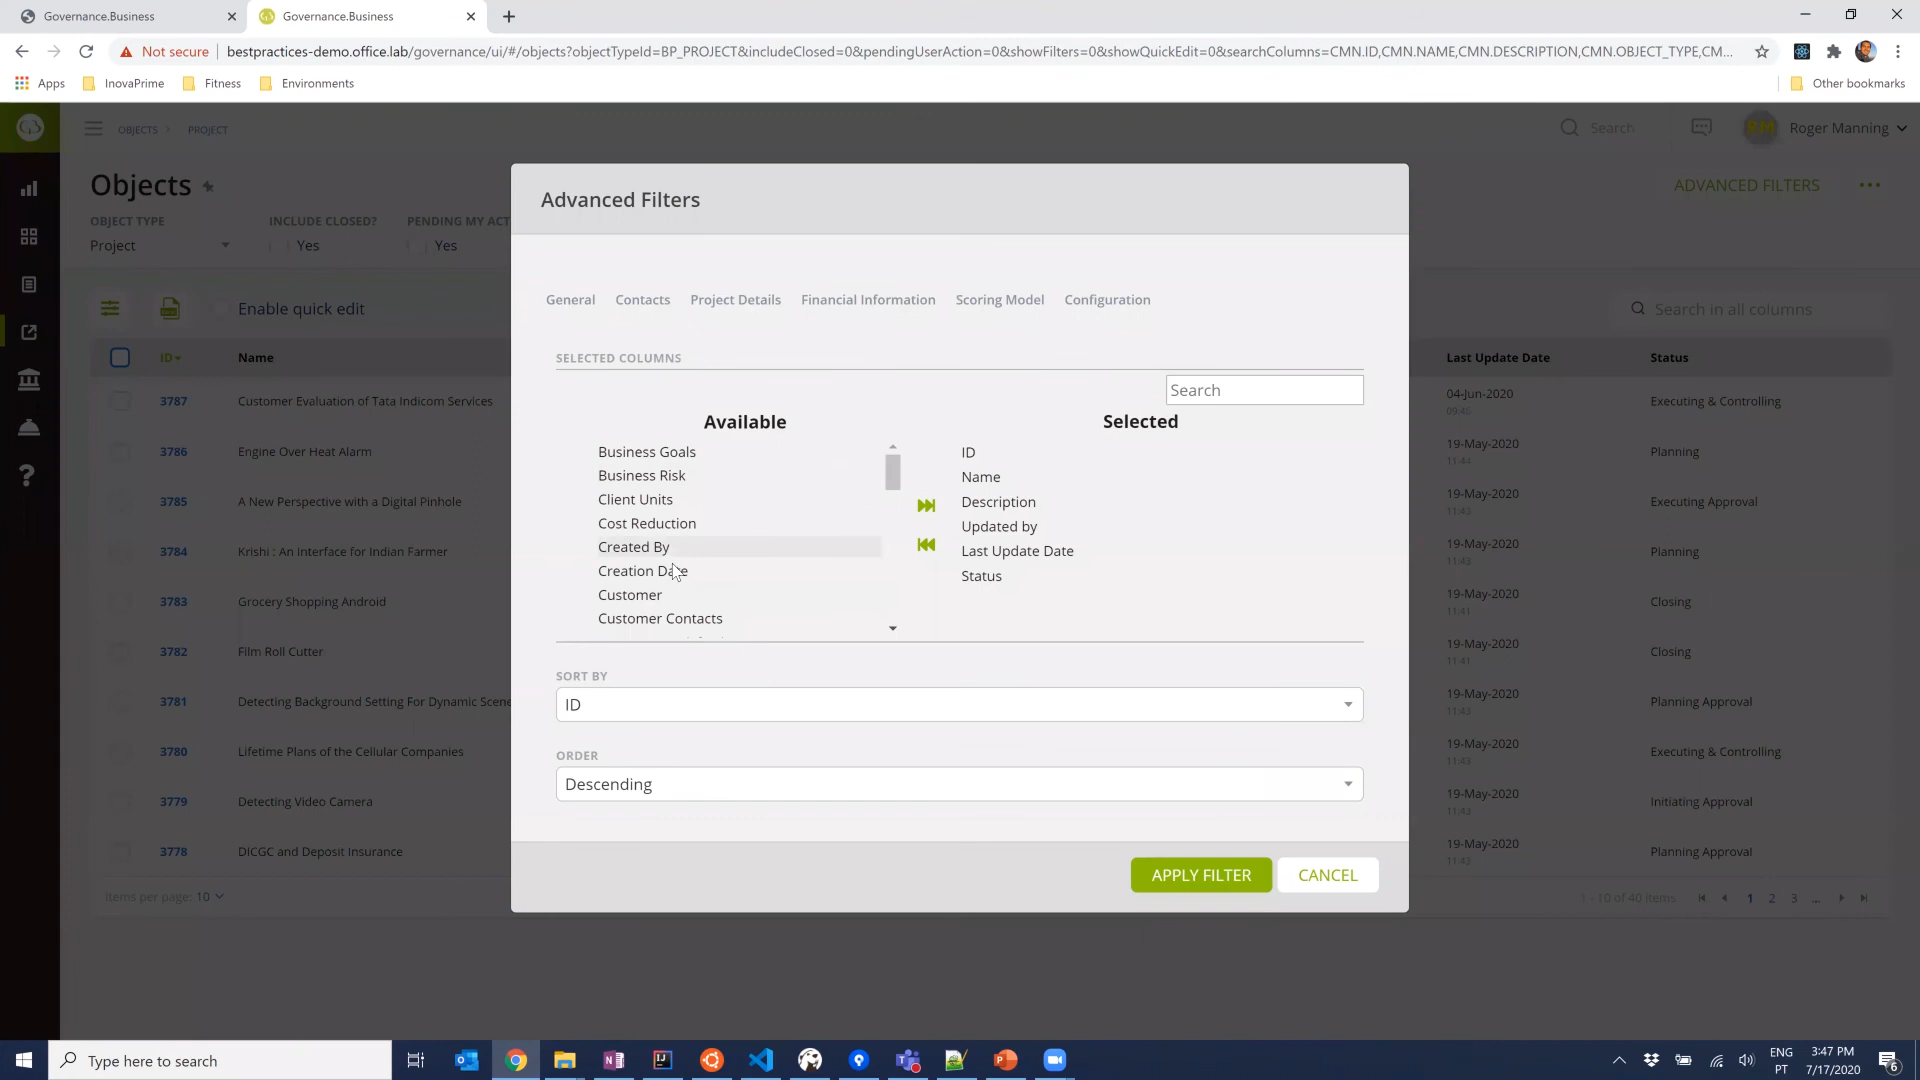 Governance.Business
Governance.Business
Not secure
bestpractices-demo.office.lab/governance/ui/#/objects?objectTypeId=BP_PROJECT&includeClosed=0&pendingUserAction=0&showFilters=0&showQuickEdit=0&searchColumns=CMN.ID,CMN.NAME,CMN.DESCRIPTION,CMN.OBJECT_TYPE,CM...
Apps
InovaPrime
Fitness
Environments
Other bookmarks
OBJECTS
PROJECT
Search
RM
Roger Manning
Objects
ADVANCED FILTERS
OBJECT TYPE
INCLUDE CLOSED?
PENDING MY ACT
Project
Yes
Yes
Enable quick edit
Search in all columns
ID
Name
Last Update Date
Status
3787
Customer Evaluation of Tata Indicom Services
04-Jun-2020
Executing & Controlling
3786
Engine Over Heat Alarm
19-May-2020
11:44
Planning
3785
A New Perspective with a Digital Pinhole
19-May-2020
11:43
Executing Approval
3784
Krishi : An Interface for Indian Farmer
19-May-2020
11:43
Planning
3783
Grocery Shopping Android
19-May-2020
11:41
Closing
3782
Film Roll Cutter
19-May-2020
11:41
Closing
3781
Detecting Background Setting For Dynamic Scene
19-May-2020
11:43
Planning Approval
3780
Lifetime Plans of the Cellular Companies
19-May-2020
11:43
Executing & Controlling
3779
Detecting Video Camera
19-May-2020
11:43
Initiating Approval
3778
DICGC and Deposit Insurance
19-May-2020
11:43
Planning Approval
Items per page: 10
1 - 10 of 40 items
1
2
3
...
Advanced Filters
General
Contacts
Project Details
Financial Information
Scoring Model
Configuration
SELECTED COLUMNS
Search
Available
Selected
Business Goals
Business Risk
Client Units
Cost Reduction
Created By
Creation Date
Customer
Customer Contacts
ID
Name
Description
Updated by
Last Update Date
Status
SORT BY
ID
ORDER
Descending
APPLY FILTER
CANCEL
Type here to search
ENG
PT
3:47 PM
7/17/2020
6